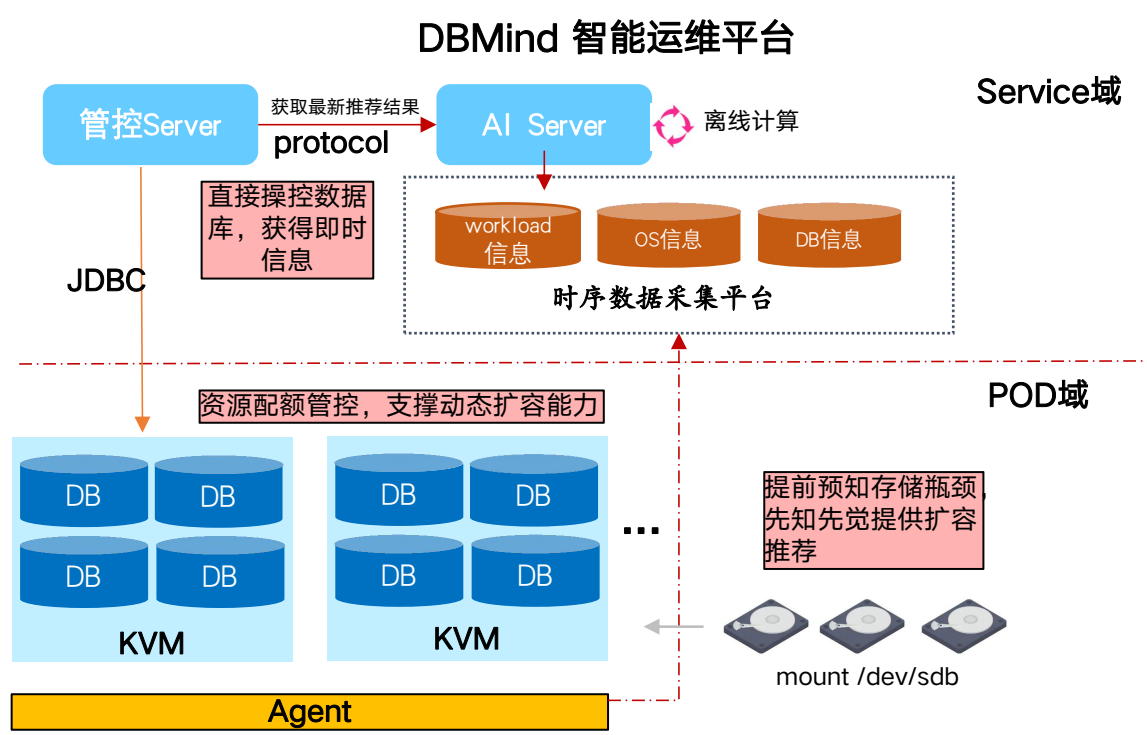 DBMind 智能运维平台
Service域
管控Server
获取最新推荐结果
protocol
AI Server
离线计算
直接操控数据
库，获得即时
信息
workload
信息
OS信息
DB信息
时序数据采集平台
JDBC
POD域
资源配额管控，支撑动态扩容能力
DB
DB
DB
DB
KVM
DB
DB
DB
DB
KVM
...
提前预知存储瓶颈，
先知先觉提供扩容
推荐
mount /dev/sdb
Agent